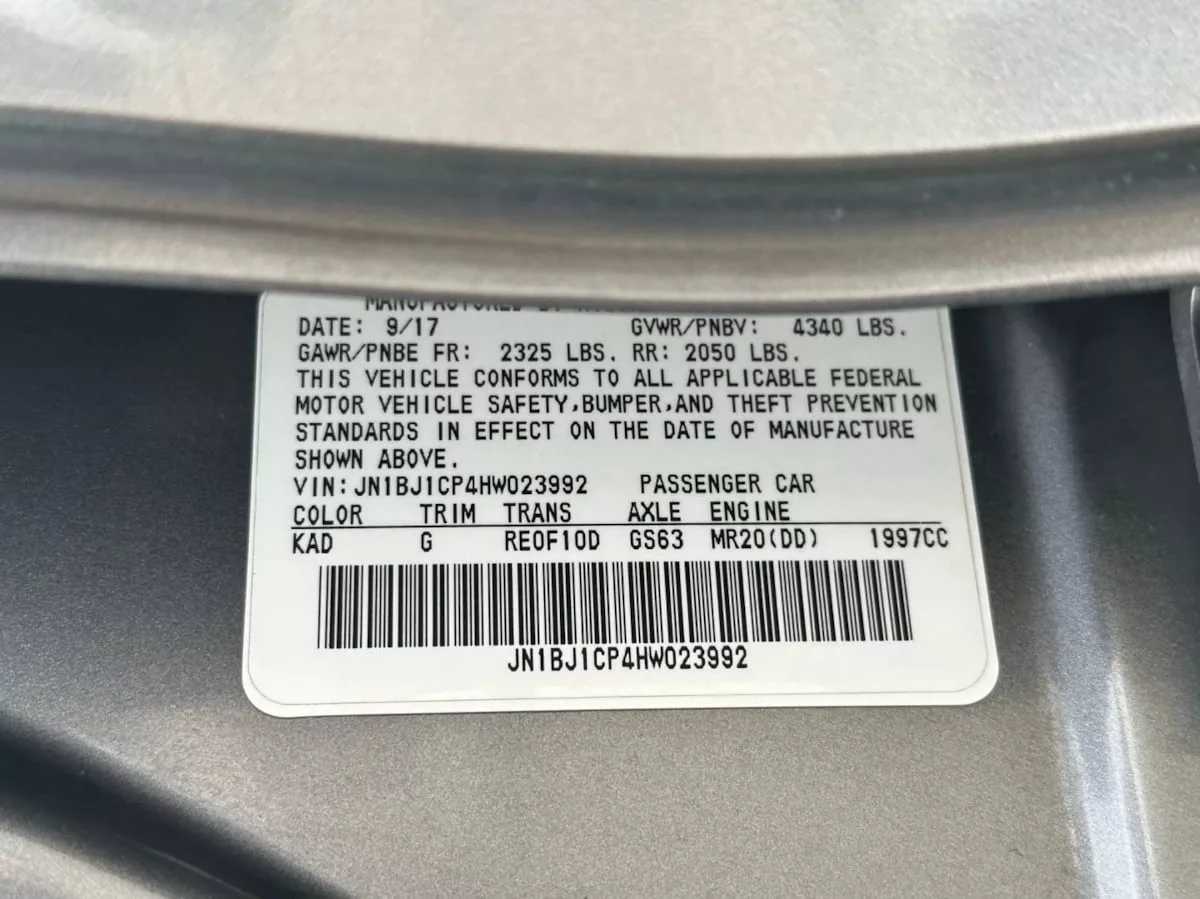 MANUFACTURED
DATE: 9/17 GVWR/PNBV: 4340 LBS.
GAWR/PNBE FR: 2325 LBS. RR: 2050 LBS.
THIS VEHICLE CONFORMS TO ALL APPLICABLE FEDERAL
MOTOR VEHICLE SAFETY,BUMPER,AND THEFT PREVENTION
STANDARDS IN EFFECT ON THE DATE OF MANUFACTURE
SHOWN ABOVE.
VIN:JN1BJ1CP4HW023992 PASSENGER CAR
COLOR TRIM TRANS AXLE ENGINE
KAD G RE0F10D GS63 MR20(DD) 1997CC
JN1BJ1CP4HW023992